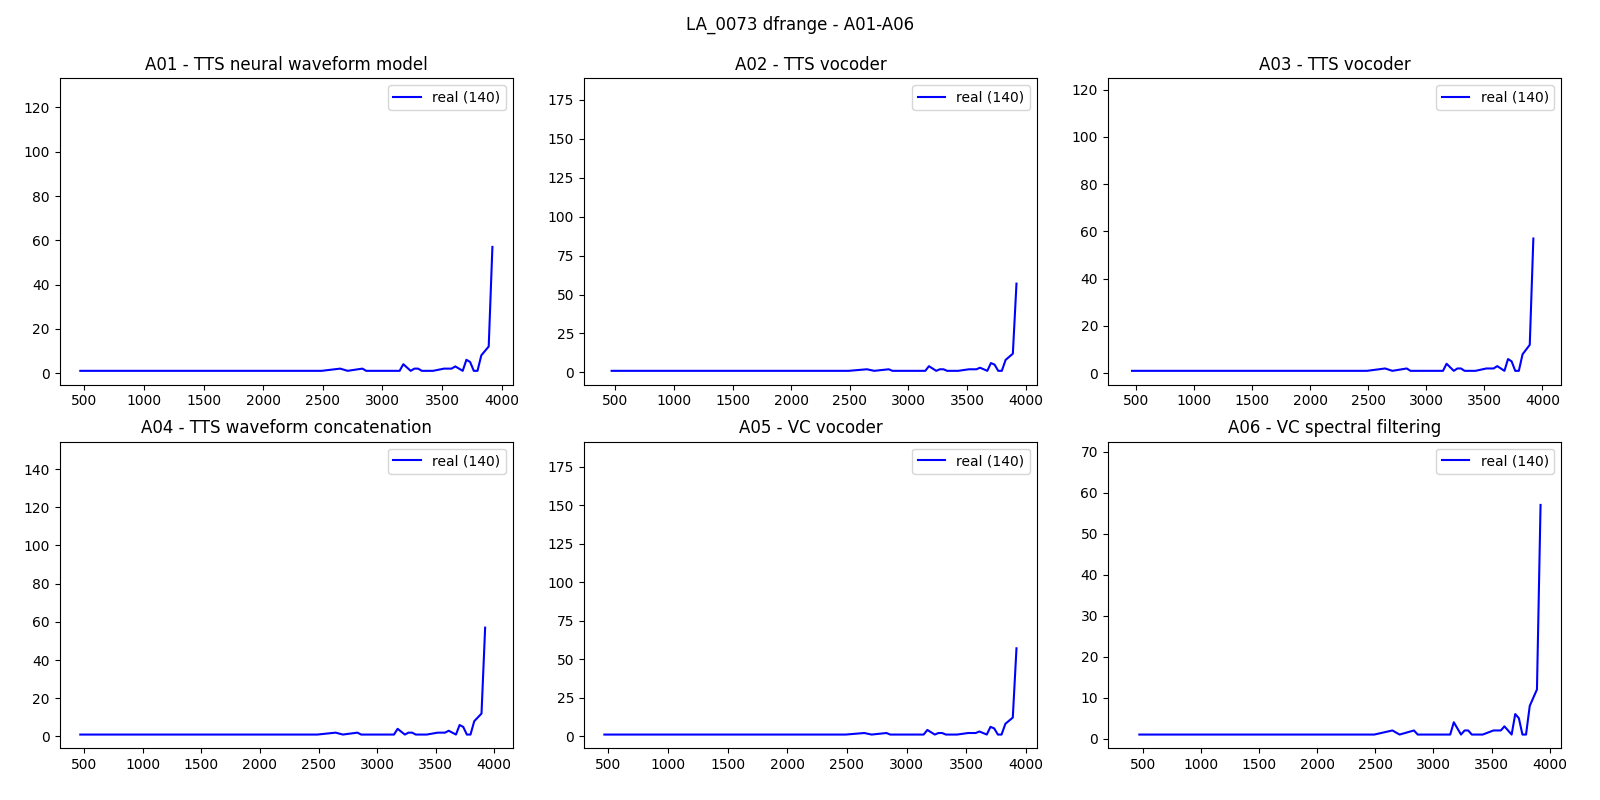 LA_0073 dfrange - A01-A06
A01 - TTS neural waveform model
real (140)
120
100
80
60
40
20
0
500 1000 1500 2000 2500 3000 3500 4000
A02 - TTS vocoder
real (140)
175
150
125
100
75
50
25
0
500 1000 1500 2000 2500 3000 3500 4000
A03 - TTS vocoder
real (140)
120
100
80
60
40
20
0
500 1000 1500 2000 2500 3000 3500 4000
A04 - TTS waveform concatenation
real (140)
140
120
100
80
60
40
20
0
500 1000 1500 2000 2500 3000 3500 4000
A05 - VC vocoder
real (140)
175
150
125
100
75
50
25
0
500 1000 1500 2000 2500 3000 3500 4000
A06 - VC spectral filtering
real (140)
70
60
50
40
30
20
10
0
500 1000 1500 2000 2500 3000 3500 4000